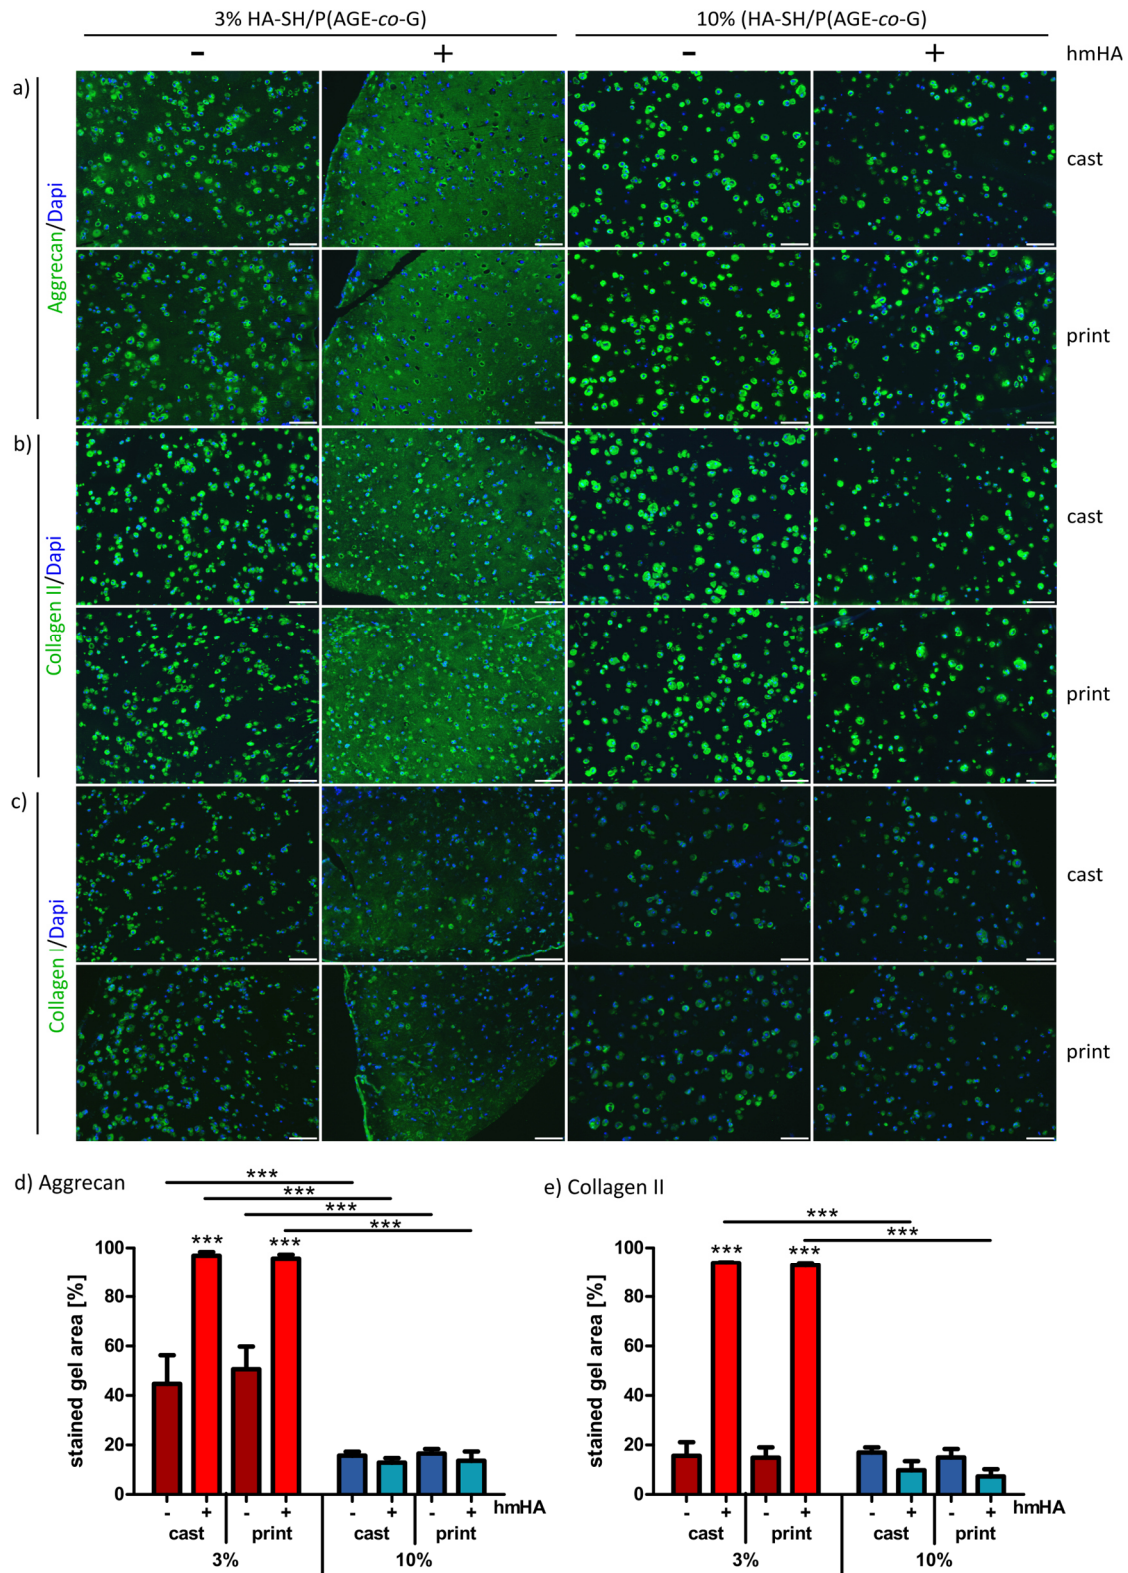 3% HA-SH/P(AGE-co-G)
10% (HA-SH/P(AGE-co-G)
- + - + hmHA
a)
Aggrecan/Dapi
cast
print
b)
Collagen II/Dapi
cast
print
c)
Collagen I/Dapi
cast
print
d) Aggrecan
***
***
***
***
*** ***
stained gel area [%]
100
80
60
40
20
0
- + - + - + - + hmHA
cast print cast print
3% 10%
e) Collagen II
***
***
*** ***
stained gel area [%]
100
80
60
40
20
0
- + - + - + - + hmHA
cast print cast print
3% 10%